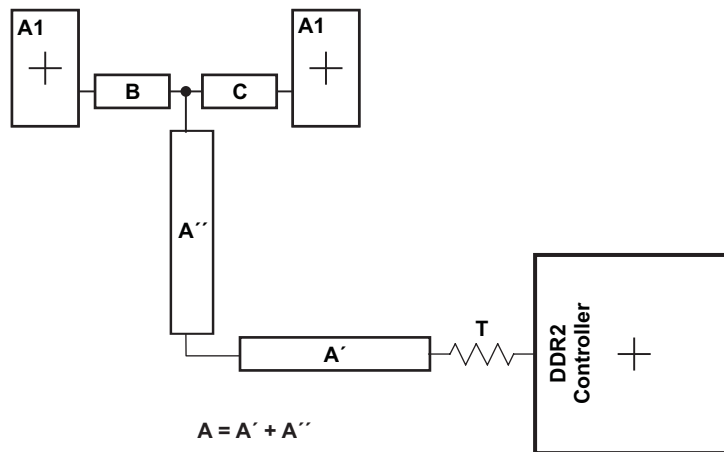 A1
A1
B
C
A´´
T
A´
DDR2
Controller
A = A´ + A´´